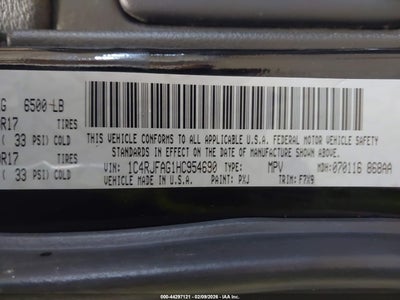 G 6500 LB
R17 TIRES
( 33 PSI) COLD
R17 TIRES
( 33 PSI) COLD
THIS VEHICLE CONFORMS TO ALL APPLICABLE U.S.A. FEDERAL MOTOR VEHICLE SAFETY
STANDARDS IN EFFECT ON THE DATE OF MANUFACTURE SHOWN ABOVE.
VIN: 1C4RJFAG1HC954690 TYPE: MPV MDH: 070116 868AA
VEHICLE MADE IN U.S.A. PAINT: PXJ TRIM: F7X9
000-44297121 - 02/09/2026 - IAA Inc.